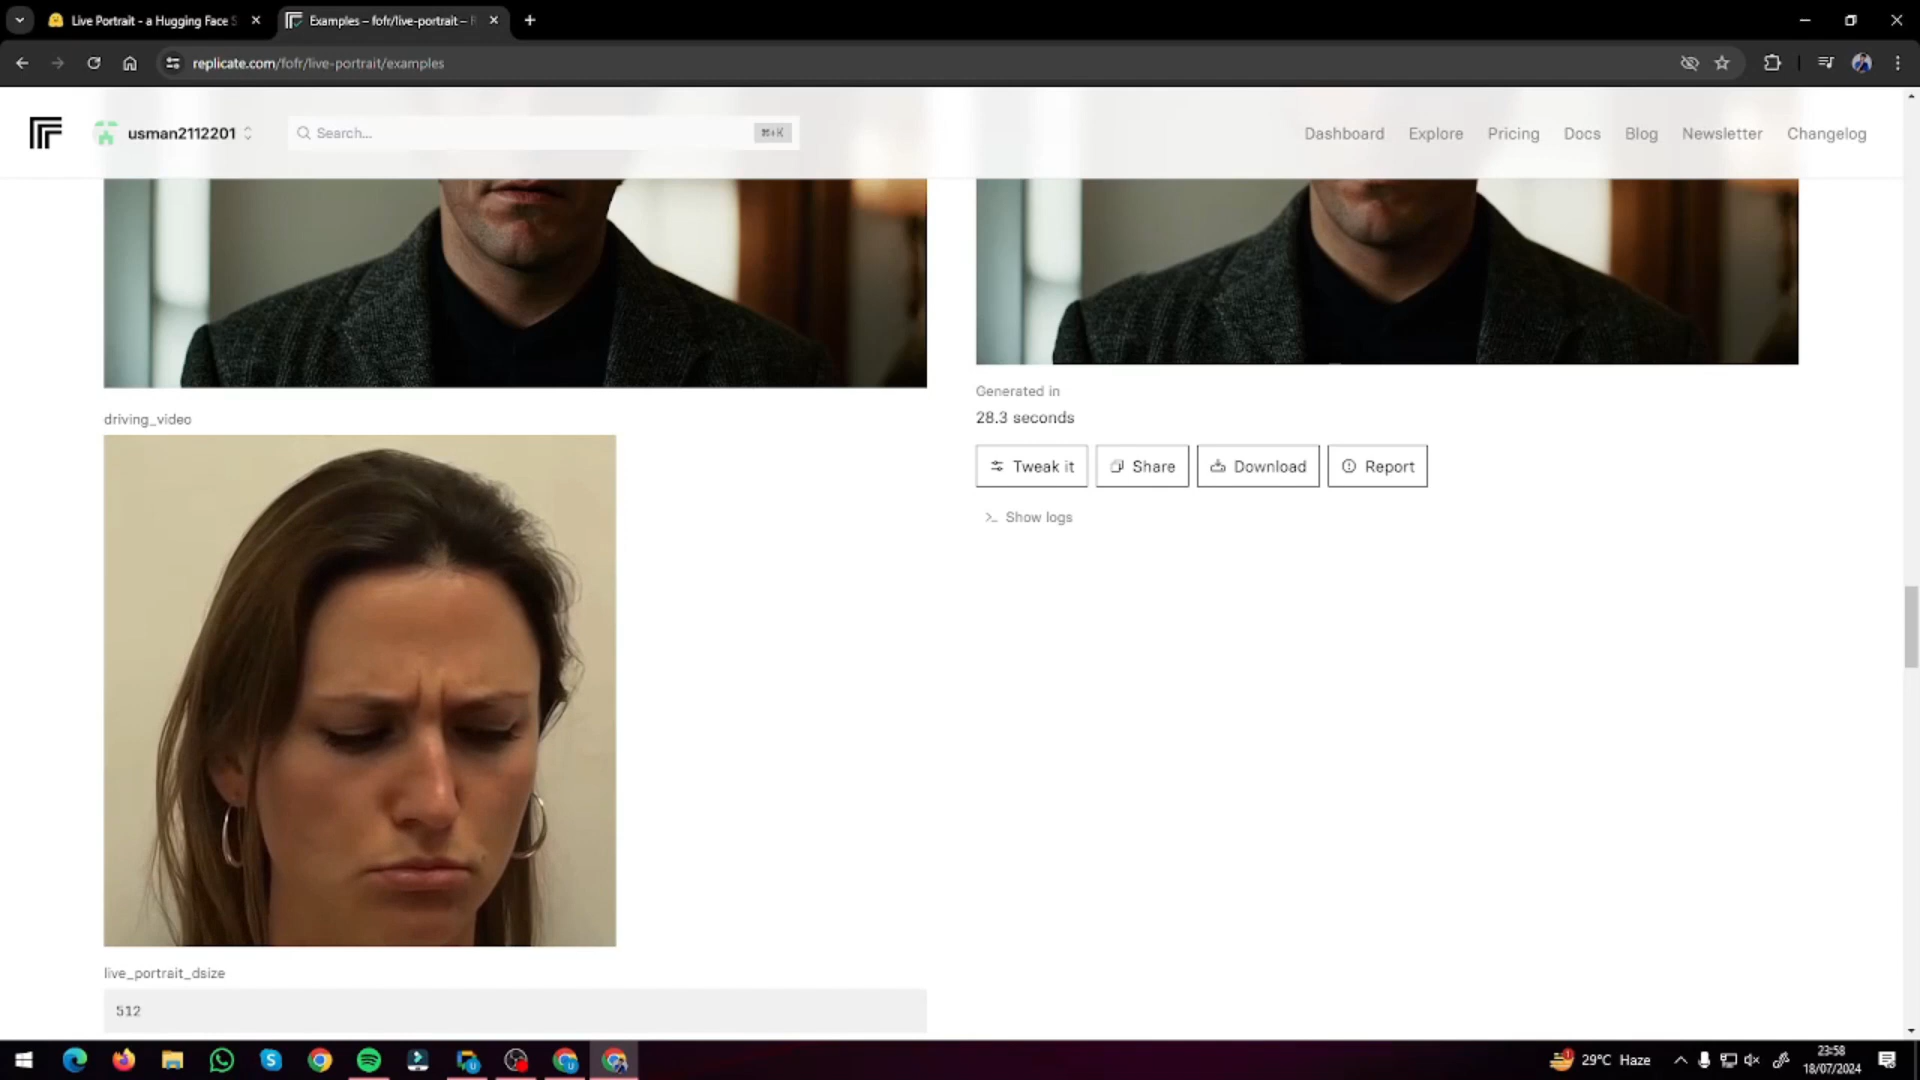 Live Portrait - a Hugging Face S
Examples – fofr/live-portrait – R
replicate.com/fofr/live-portrait/examples
usman2112201
Search...
⌘+K
Dashboard
Explore
Pricing
Docs
Blog
Newsletter
Changelog
driving_video
live_portrait_dsize
512
Generated in
28.3 seconds
Tweak it
Share
Download
Report
>_ Show logs
29°C Haze
23:58
18/07/2024